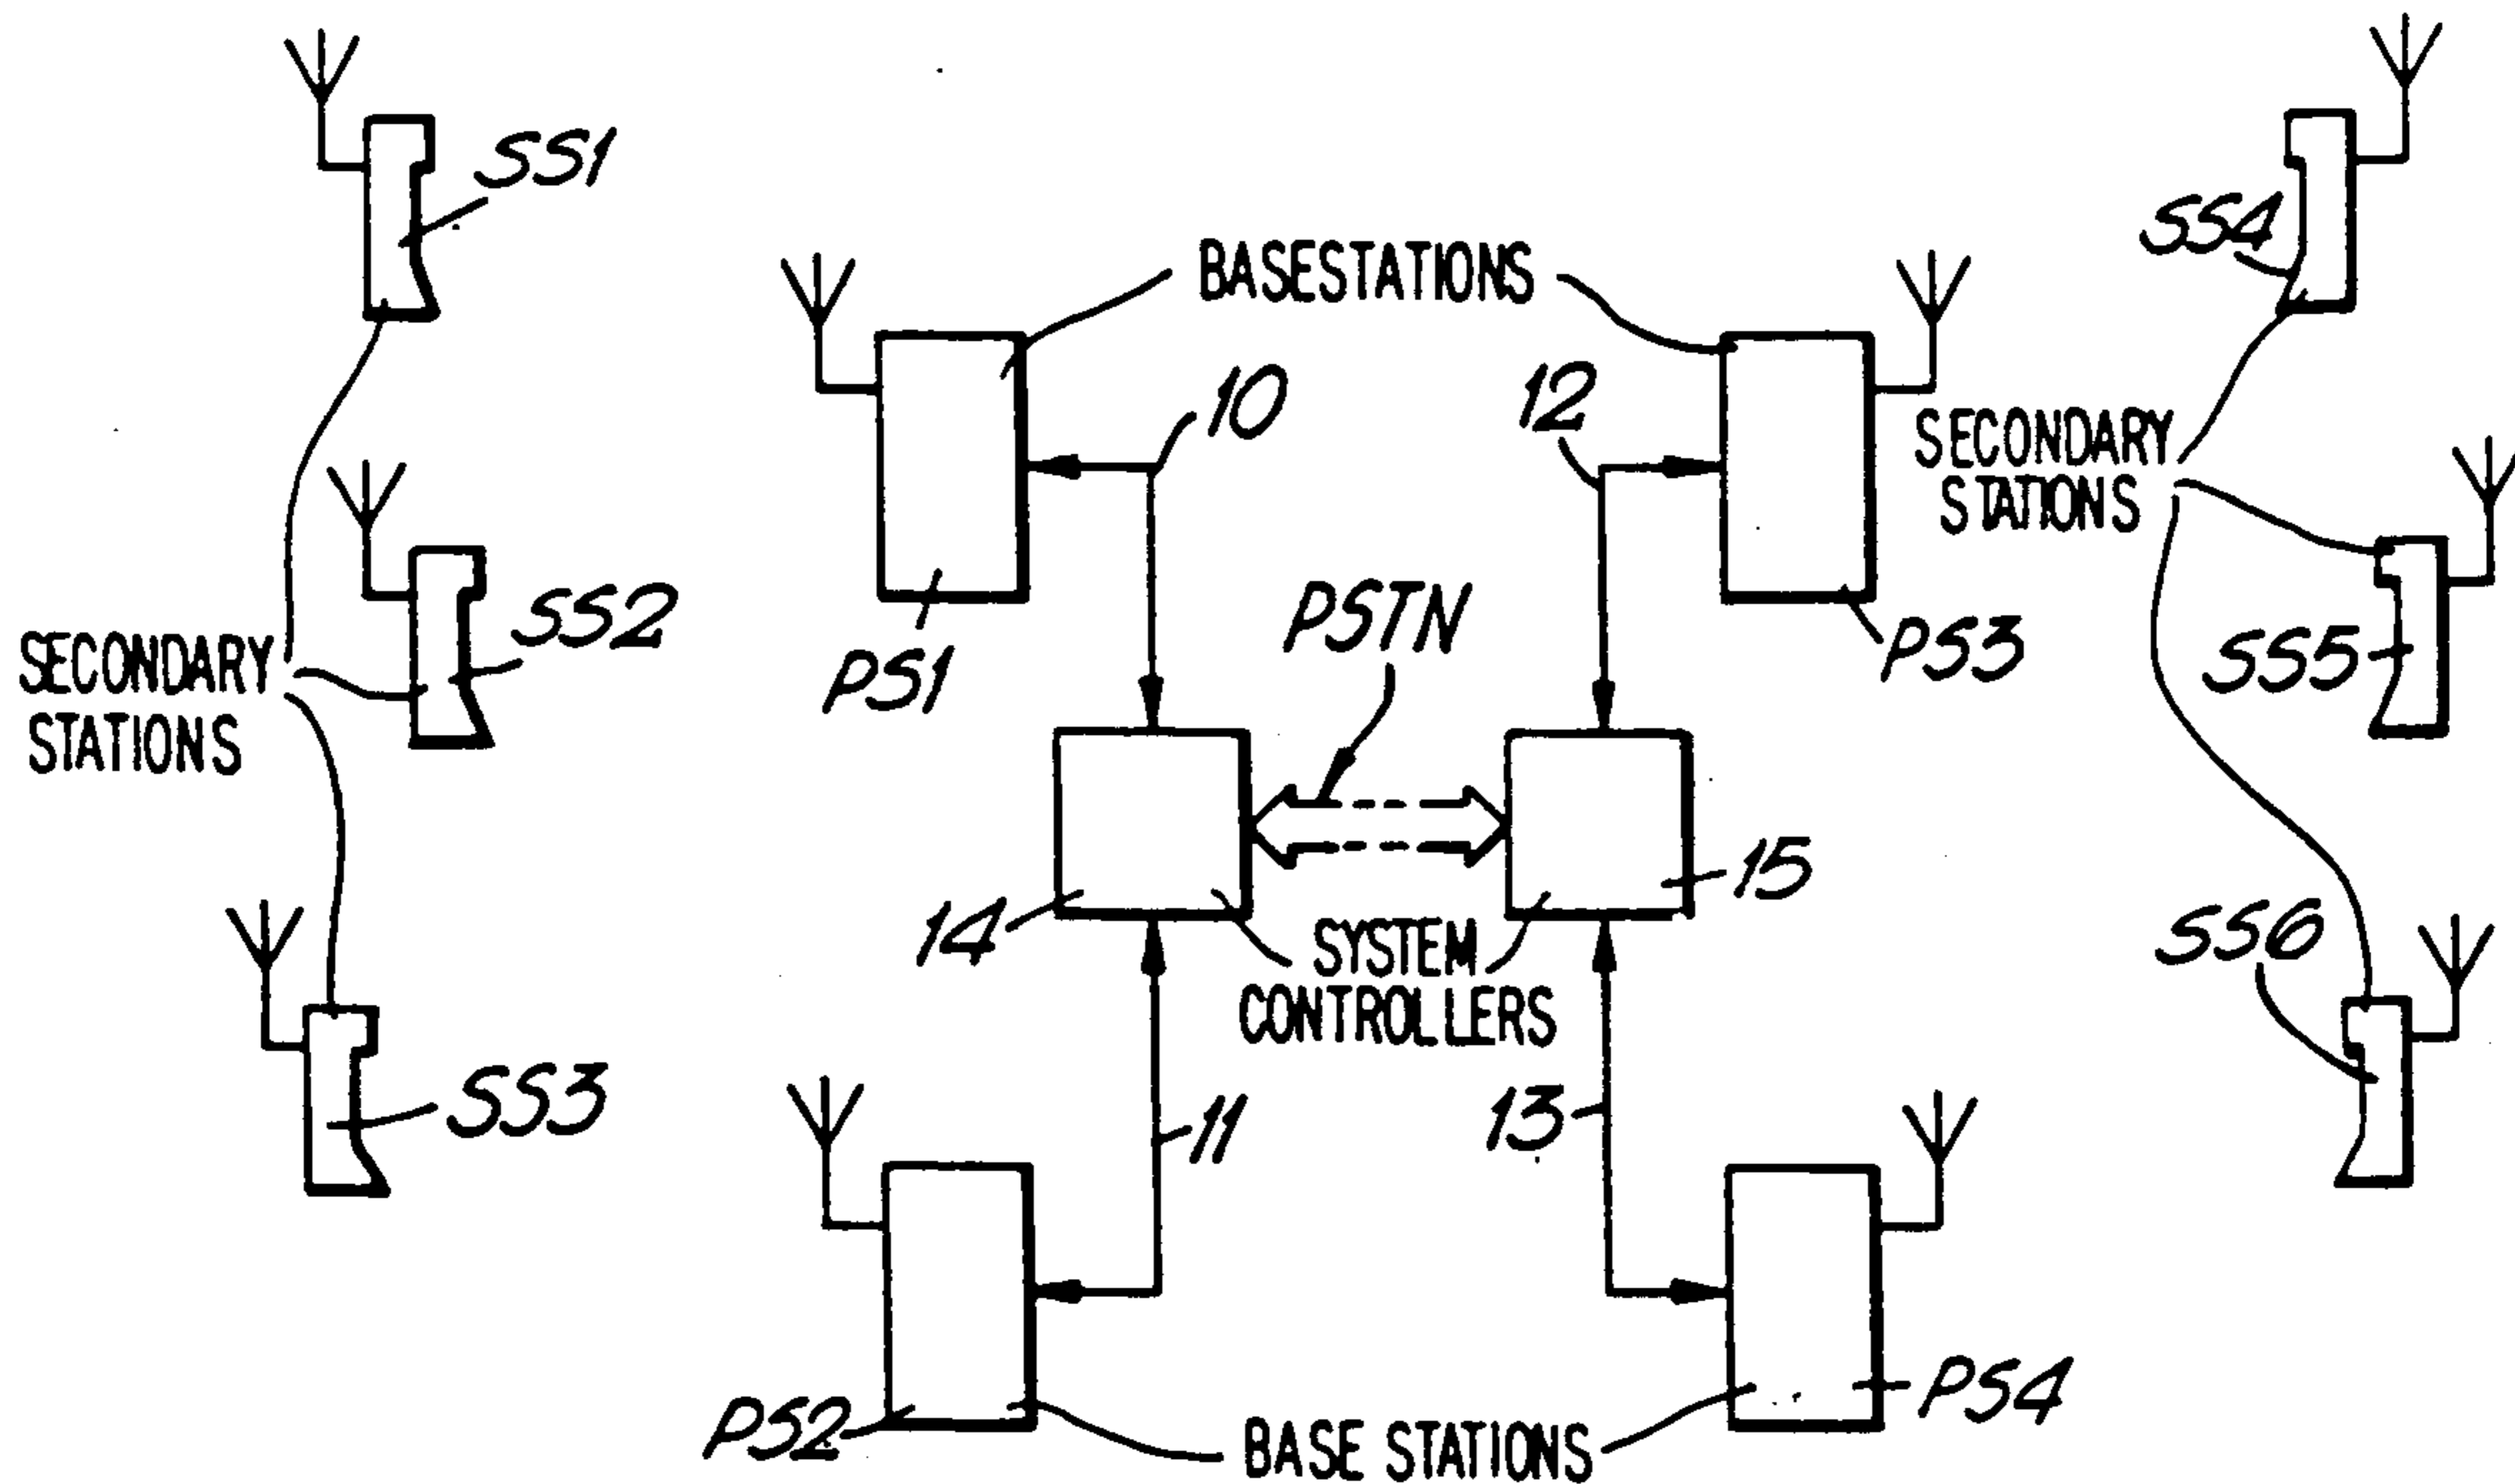 SS1
SS4
BASESTATIONS
10
12
SECONDARY
STATIONS
PSTN
SS2
SS5
PS3
PS1
SECONDARY
STATIONS
15
14
SYSTEM
CONTROLLERS
SS6
SS3
11
13
PS4
PS2
BASE STATIONS